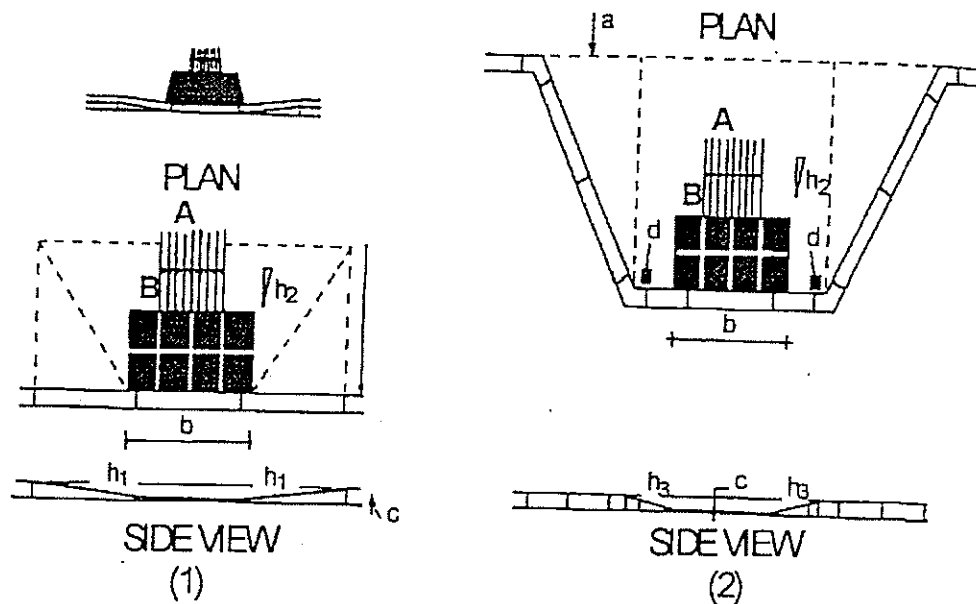 PLAN
A
B
h2
b
h1 h1
c
SIDE VIEW
(1)
a
PLAN
A
B
h2
d
d
b
h3 c h3
SIDE VIEW
(2)